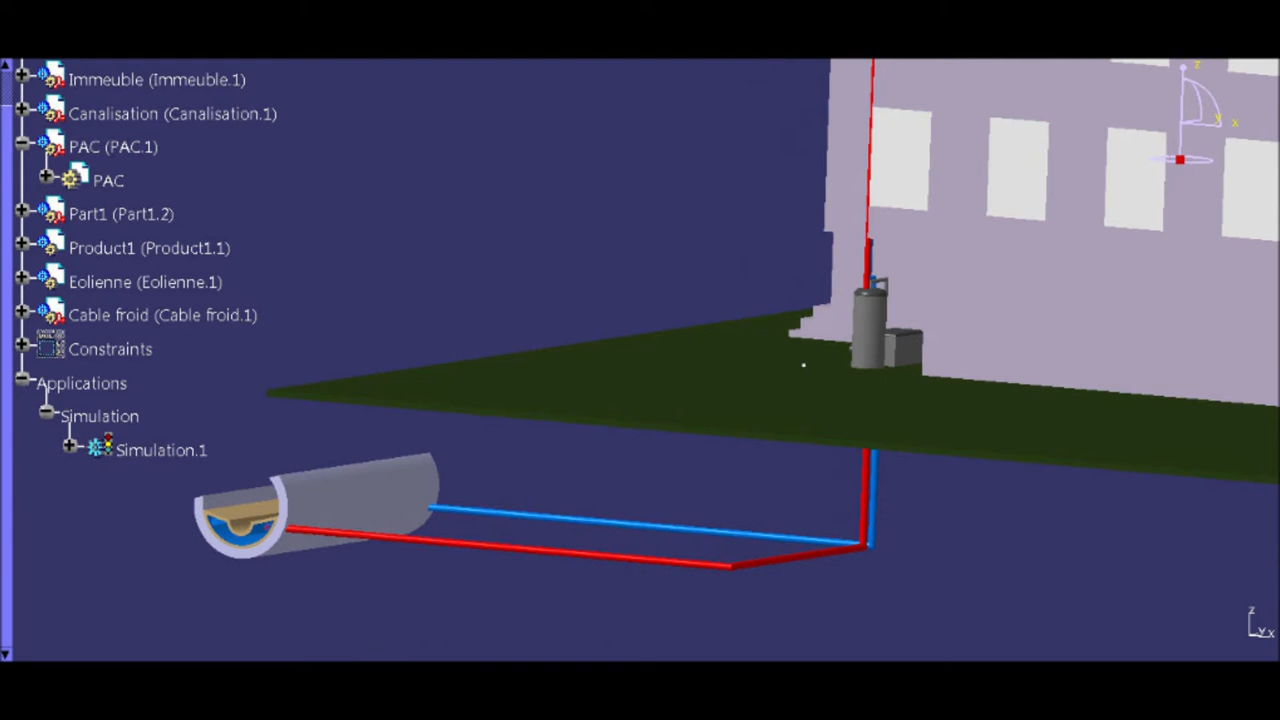 Immeuble (Immeuble.1)
Canalisation (Canalisation.1)
PAC (PAC.1)
PAC
Part1 (Part1.2)
Product1 (Product1.1)
Eolienne (Eolienne.1)
Cable froid (Cable froid.1)
Constraints
Applications
Simulation
Simulation.1
z
y x
z
y x